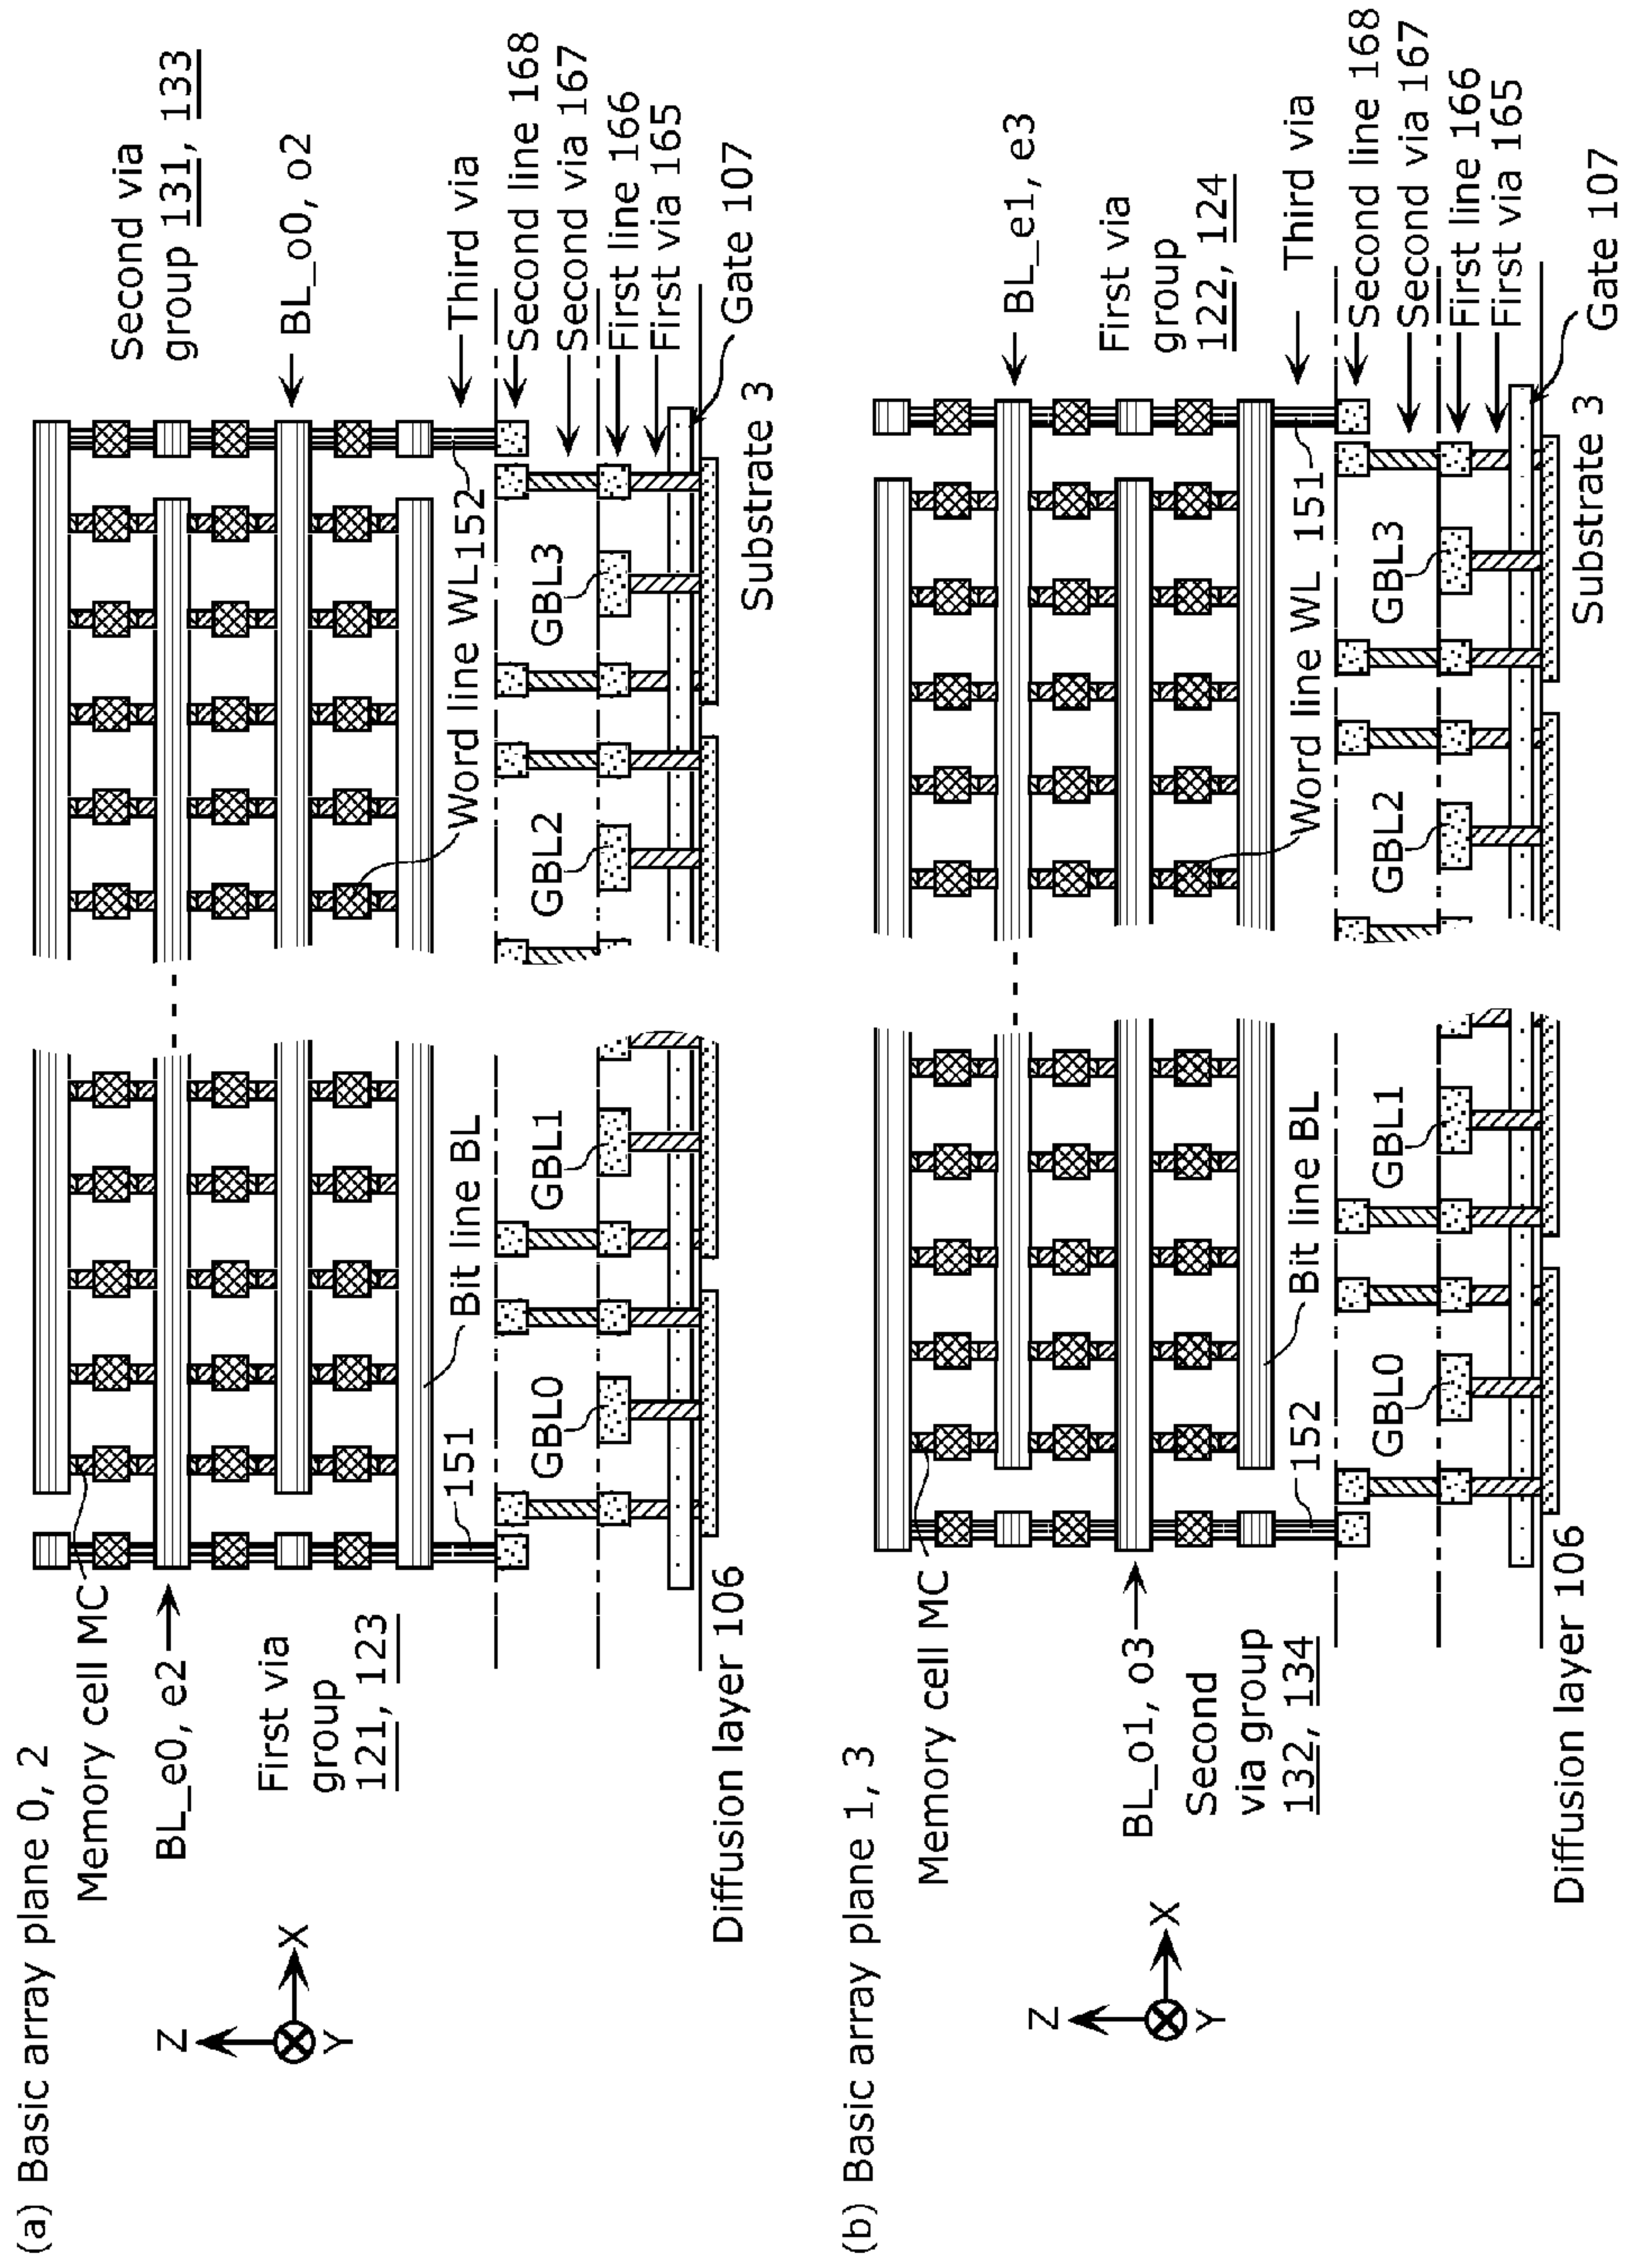 (a) Basic array plane 0, 2
Memory cell MC
BL_e0, e2
First via
group
121, 123
Z
X
Y
Diffusion layer 106
151
Bit line BL
GBL0
GBL1
GBL2
GBL3
Word line WL
152
Second via
group 131, 133
BL_o0, o2
Third via
Second line 168
Second via 167
First line 166
First via 165
Gate 107
Substrate 3
(b) Basic array plane 1, 3
Memory cell MC
BL_o1, o3
Second
via group
132, 134
Z
X
Y
Diffusion layer 106
152
Bit line BL
GBL0
GBL1
GBL2
GBL3
Word line WL
151
BL_e1, e3
First via
group
122, 124
Third via
Second line 168
Second via 167
First line 166
First via 165
Gate 107
Substrate 3